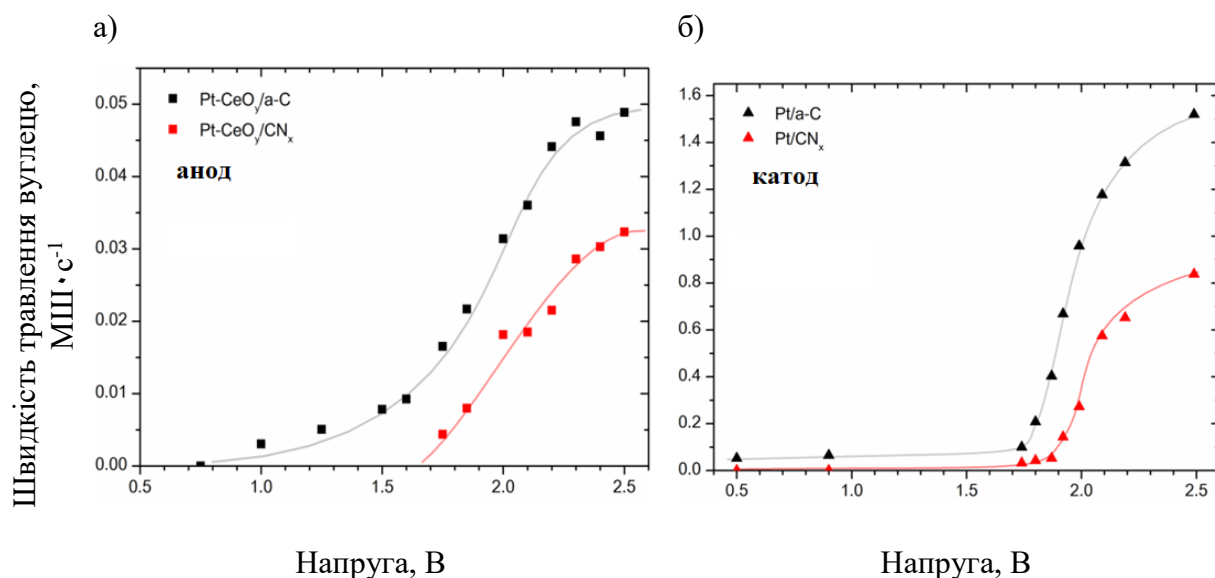 а)
Швидкість травлення вуглецю,
МШ·с⁻¹
0.05
0.04
0.03
0.02
0.01
0.00
Pt-CeOᵧ/a-C
Pt-CeOᵧ/CNₓ
анод
0.5 1.0 1.5 2.0 2.5
Напруга, В
б)
1.6
1.4
1.2
1.0
0.8
0.6
0.4
0.2
0.0
Pt/a-C
Pt/CNₓ
катод
0.5 1.0 1.5 2.0 2.5
Напруга, В